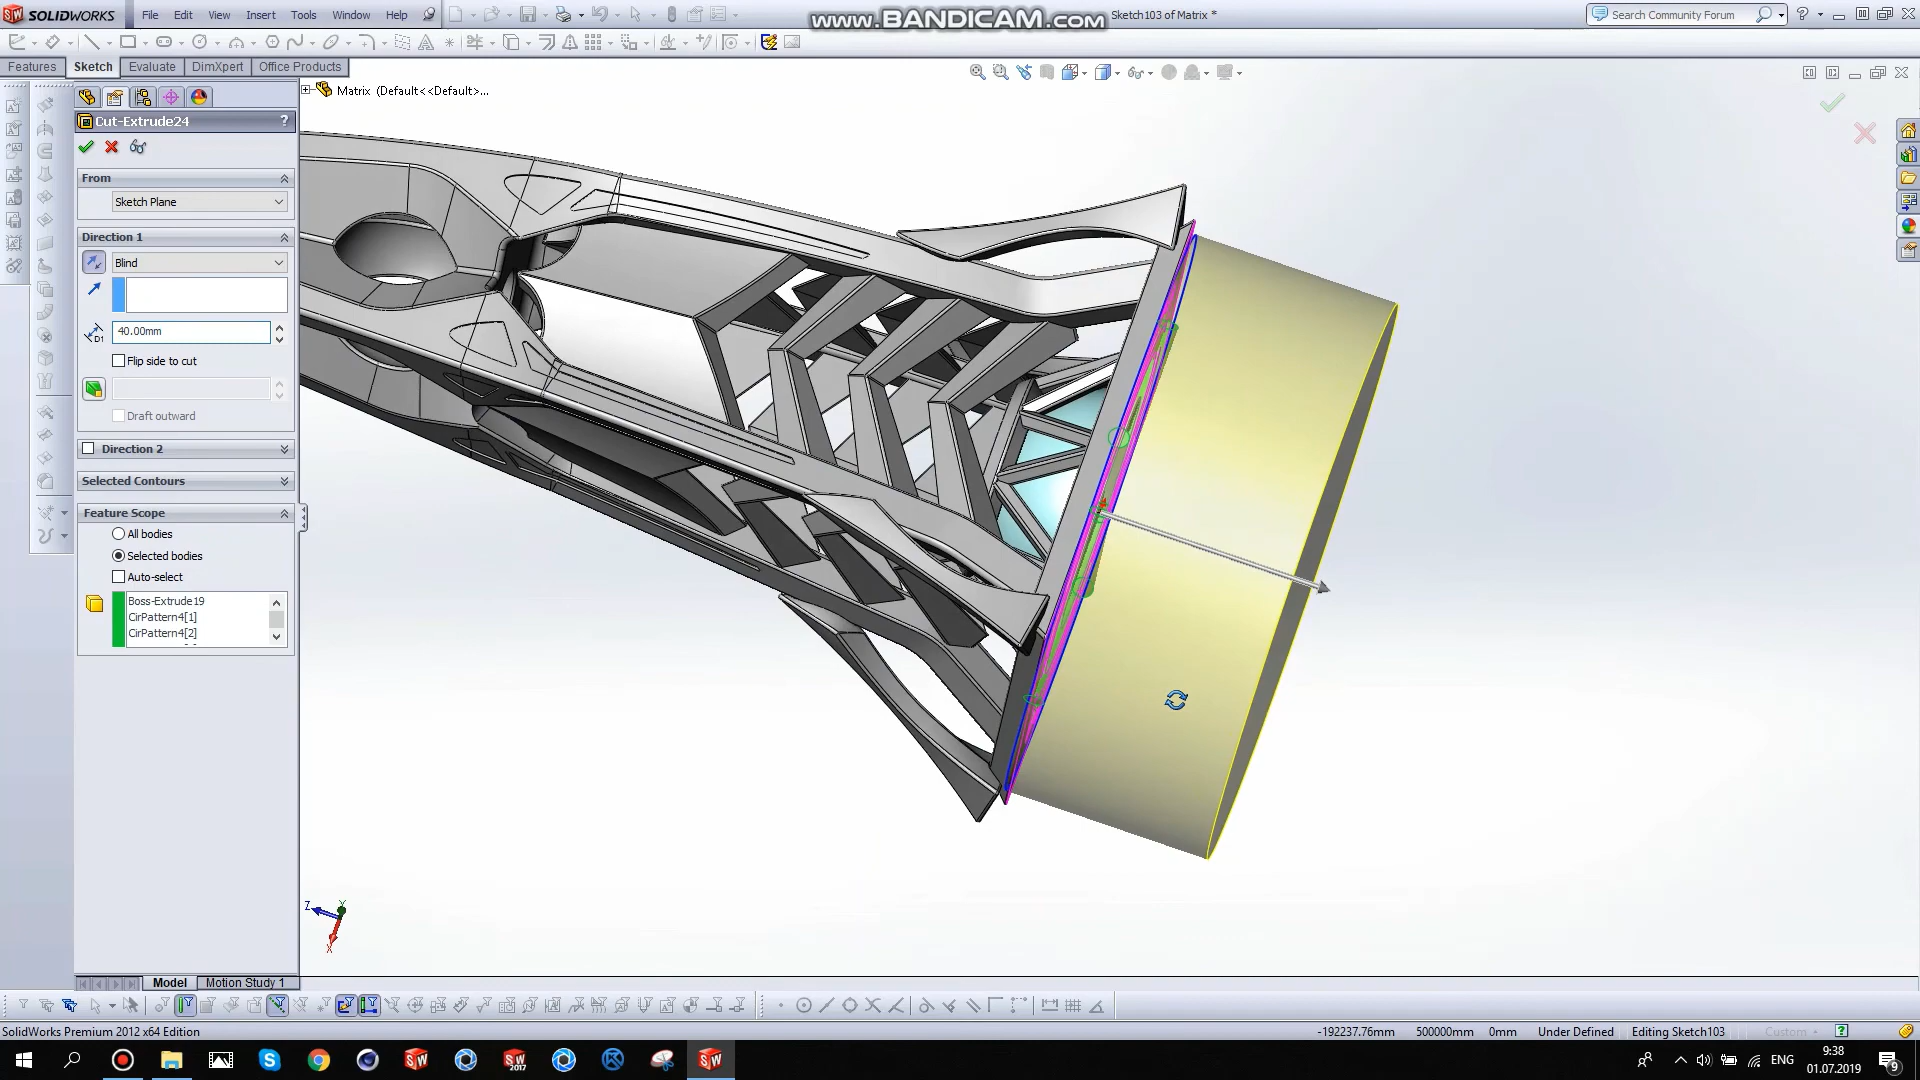 SOLIDWORKS File Edit View Insert Tools Window Help
www.BANDICAM.com
Sketch103 of Matrix *
Search Community Forum
Features Sketch Evaluate DimXpert Office Products
Matrix (Default<<Default>...
Cut-Extrude24 ?
From
Sketch Plane
Direction 1
Blind
D1
40.00mm
Flip side to cut
Draft outward
Direction 2
Selected Contours
Feature Scope
All bodies
Selected bodies
Auto-select
Boss-Extrude19
CirPattern4[1]
CirPattern4[2]
Z Y
X
Model Motion Study 1
SolidWorks Premium 2012 x64 Edition
-192237.76mm 500000mm 0mm Under Defined Editing Sketch103 Custom
ENG
9:38
01.07.2019
9
SW
2017